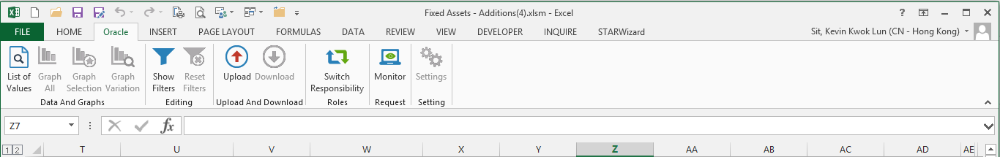 Fixed Assets - Additions(4).xlsm - Excel
?
FILE HOME Oracle INSERT PAGE LAYOUT FORMULAS DATA REVIEW VIEW DEVELOPER INQUIRE STARWizard Sit, Kevin Kwok Lun (CN - Hong Kong)
List of Values
Graph All
Graph Selection
Graph Variation
Show Filters
Reset Filters
Upload
Download
Switch Responsibility
Monitor
Settings
Data And Graphs Editing Upload And Download Roles Request Setting
Z7 fx
1 2 T U V W X Y Z AA AB AC AD AE